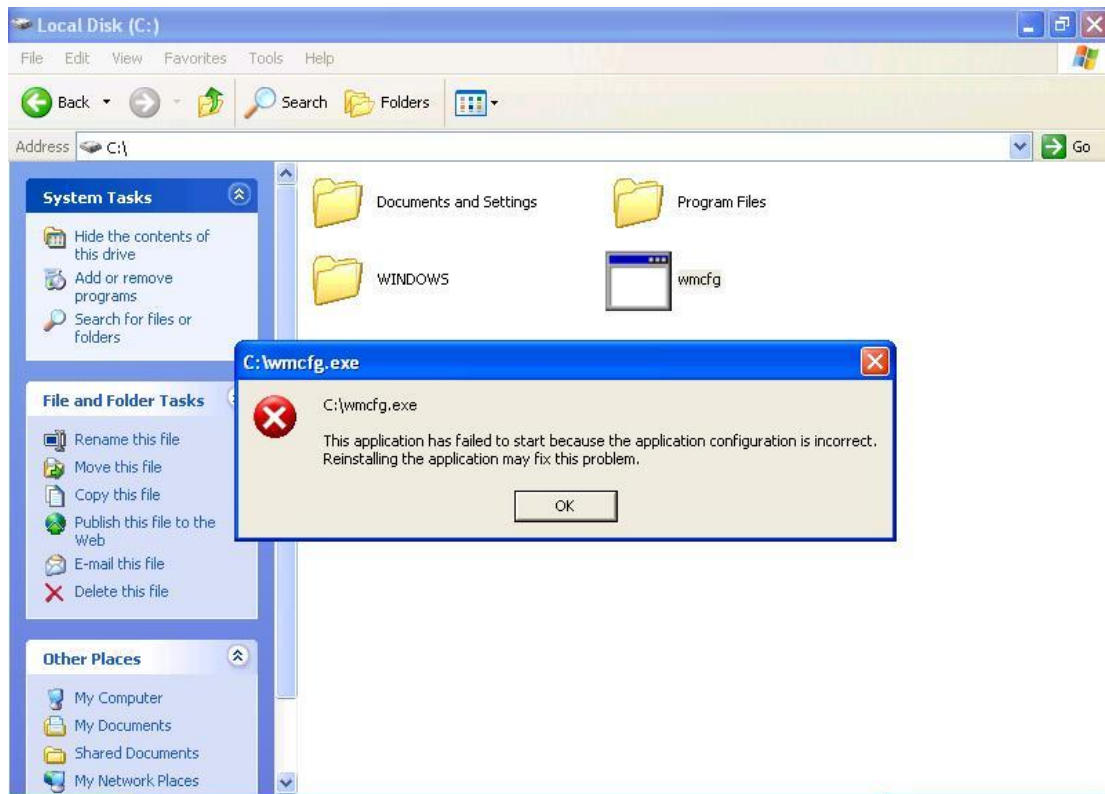 Local Disk (C:)
File Edit View Favorites Tools Help
Back Search Folders
Address C:\ Go
System Tasks
Hide the contents of
this drive
Add or remove
programs
Search for files or
folders
File and Folder Tasks
Rename this file
Move this file
Copy this file
Publish this file to the
Web
E-mail this file
Delete this file
Other Places
My Computer
My Documents
Shared Documents
My Network Places
Documents and Settings
Program Files
WINDOWS
wmcfg
C:\wmcfg.exe
C:\wmcfg.exe
This application has failed to start because the application configuration is incorrect.
Reinstalling the application may fix this problem.
OK